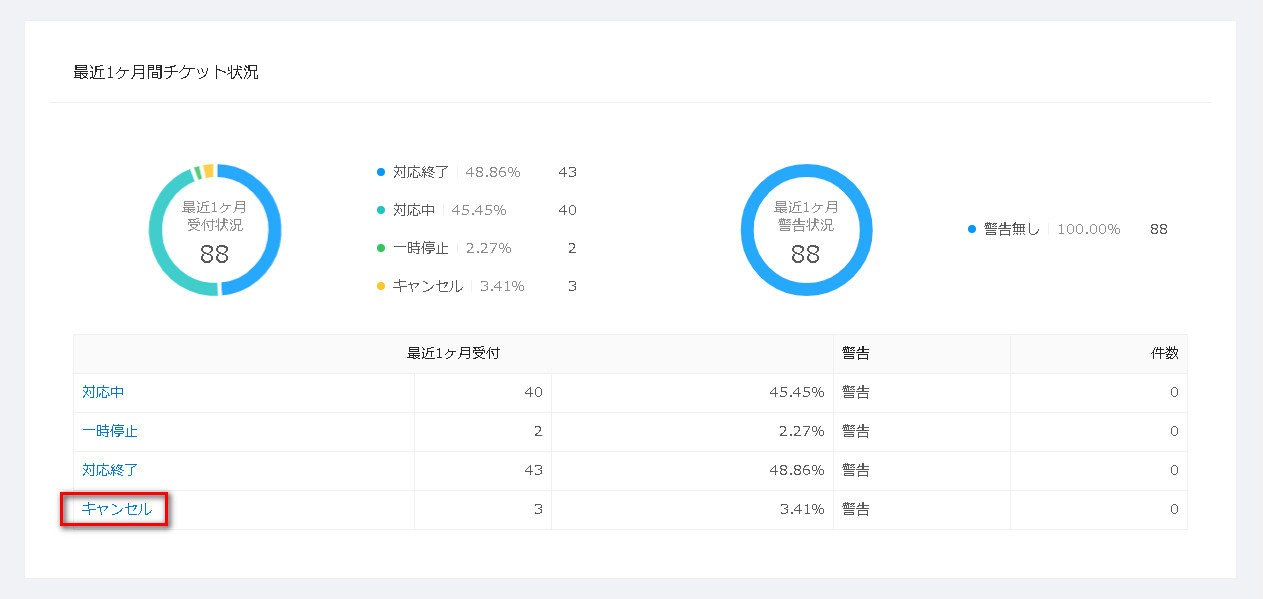 最近1ヶ月間チケット状況
最近1ヶ月
受付状況
88
対応終了 48.86% 43
対応中 45.45% 40
一時停止 2.27% 2
キャンセル 3.41% 3
最近1ヶ月
警告状況
88
警告無し 100.00% 88
最近1ヶ月受付 警告 件数
対応中 40 45.45% 警告 0
一時停止 2 2.27% 警告 0
対応終了 43 48.86% 警告 0
キャンセル 3 3.41% 警告 0